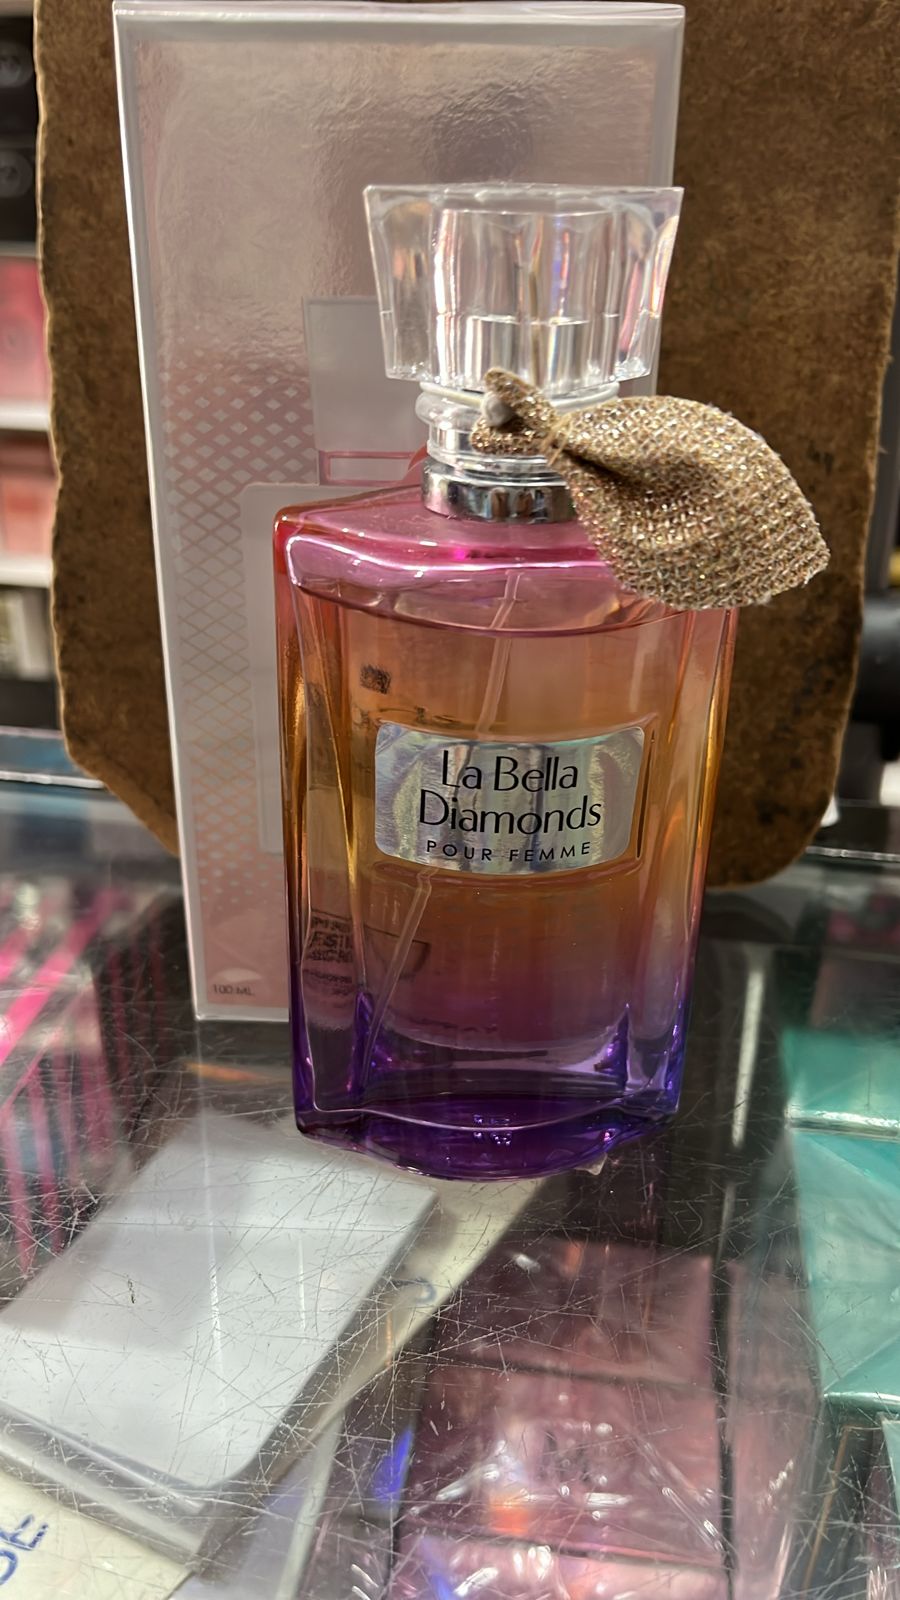 La Bella
Diamonds
POUR FEMME
100 ML